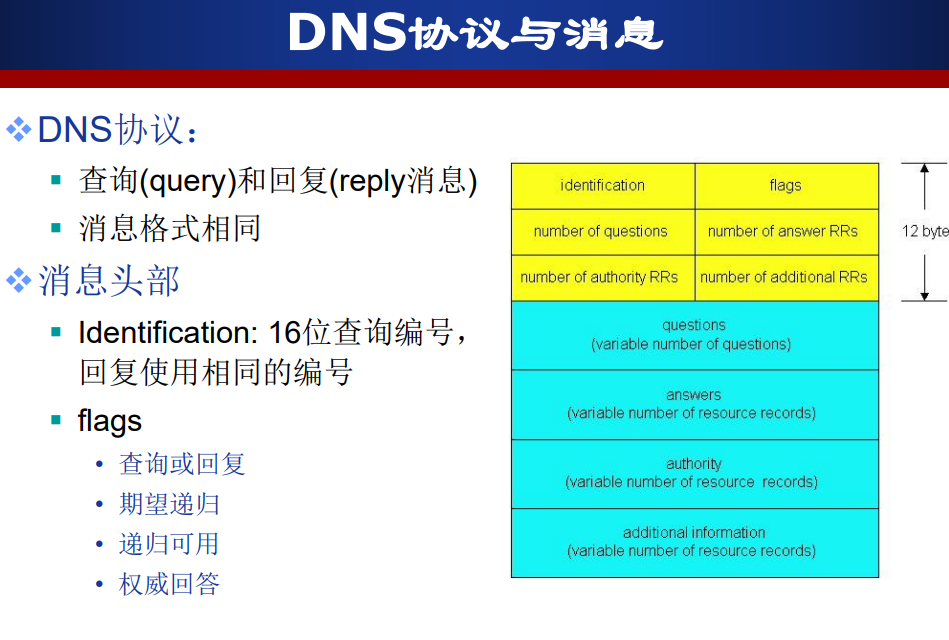 DNS协议与消息
DNS协议：
查询(query)和回复(reply消息)
消息格式相同
消息头部
Identification: 16位查询编号，
回复使用相同的编号
flags
查询或回复
期望递归
递归可用
权威回答
identification
flags
number of questions
number of answer RRs
number of authority RRs
number of additional RRs
12 byte
questions
(variable number of questions)
answers
(variable number of resource records)
authority
(variable number of resource records)
additional information
(variable number of resource records)